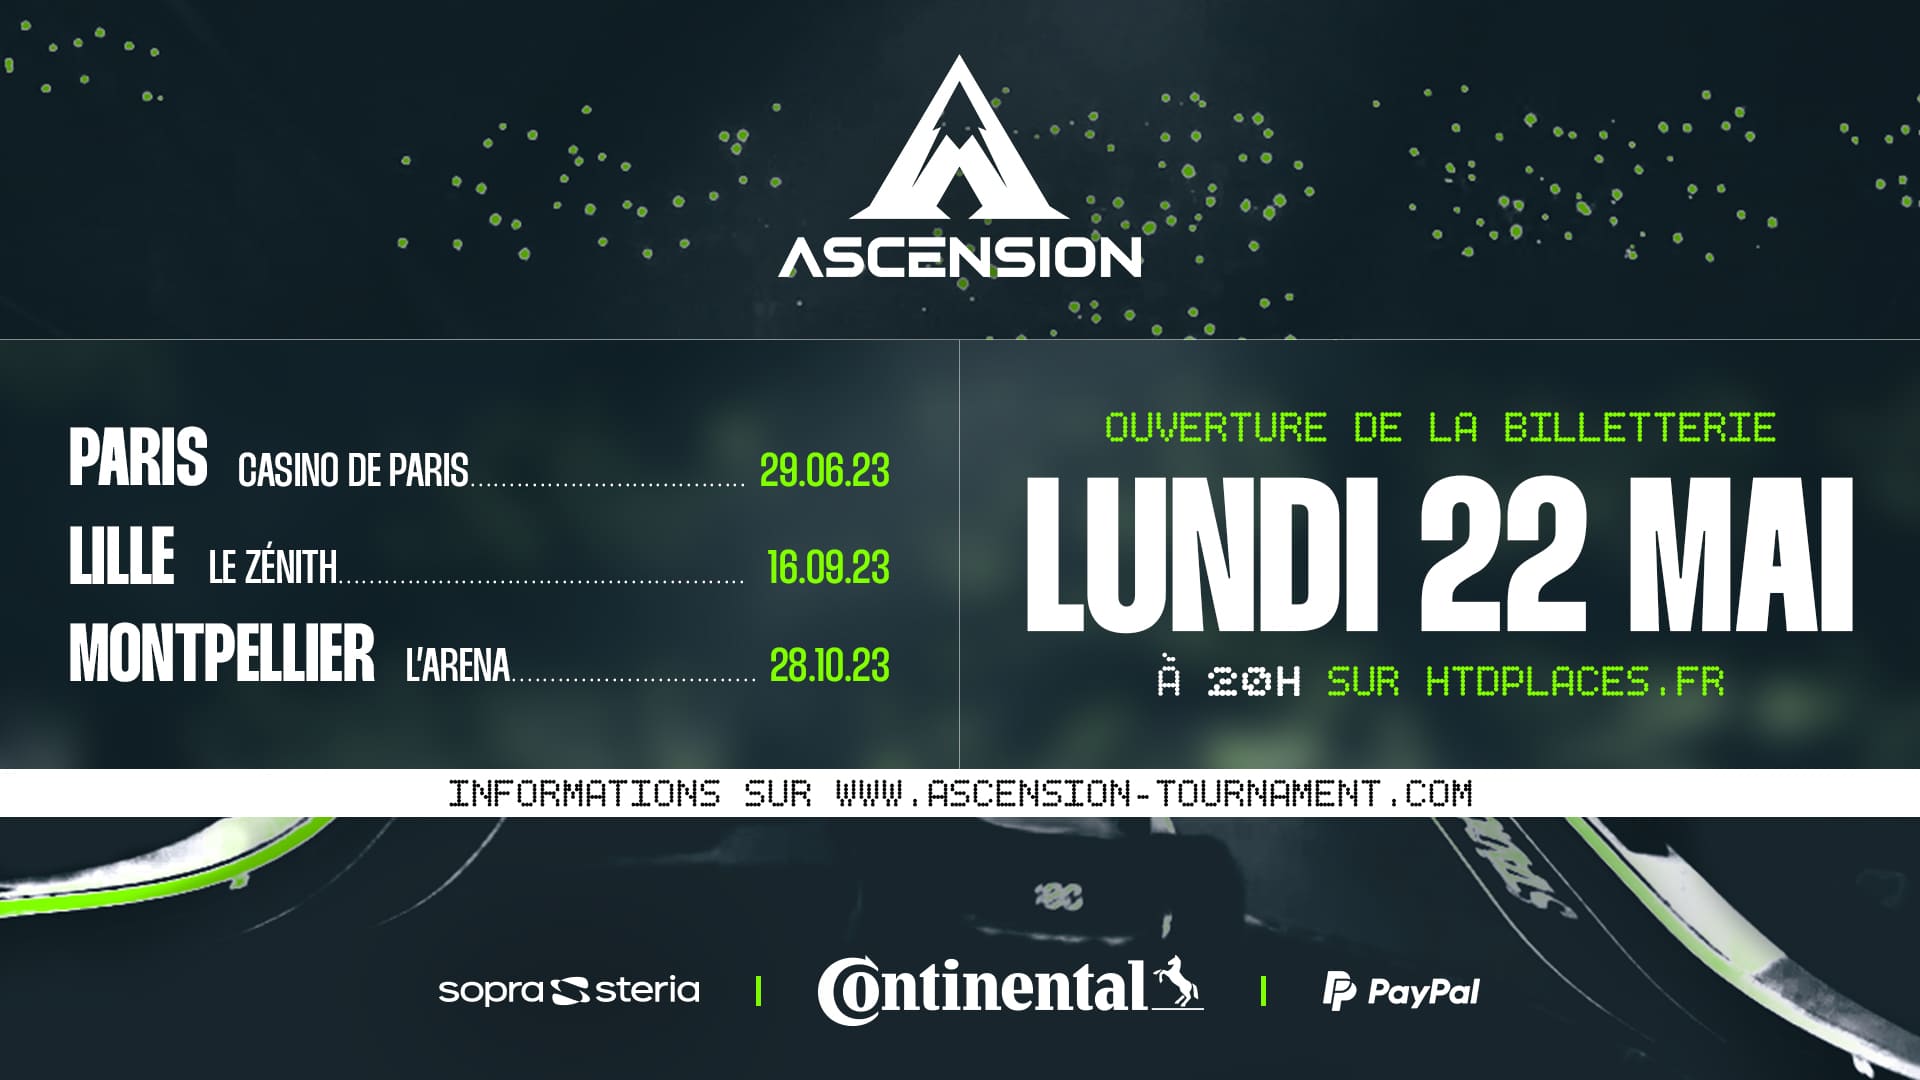 ASCENSION
PARIS CASINO DE PARIS................................... 29.06.23
LILLE LE ZÉNITH.................................................... 16.09.23
MONTPELLIER L'ARENA................................ 28.10.23
OUVERTURE DE LA BILLETTERIE
LUNDI 22 MAI
À 20H SUR HTDPLACES.FR
INFORMATIONS SUR WWW.ASCENSION-TOURNAMENT.COM
sopra steria
Continental
PayPal